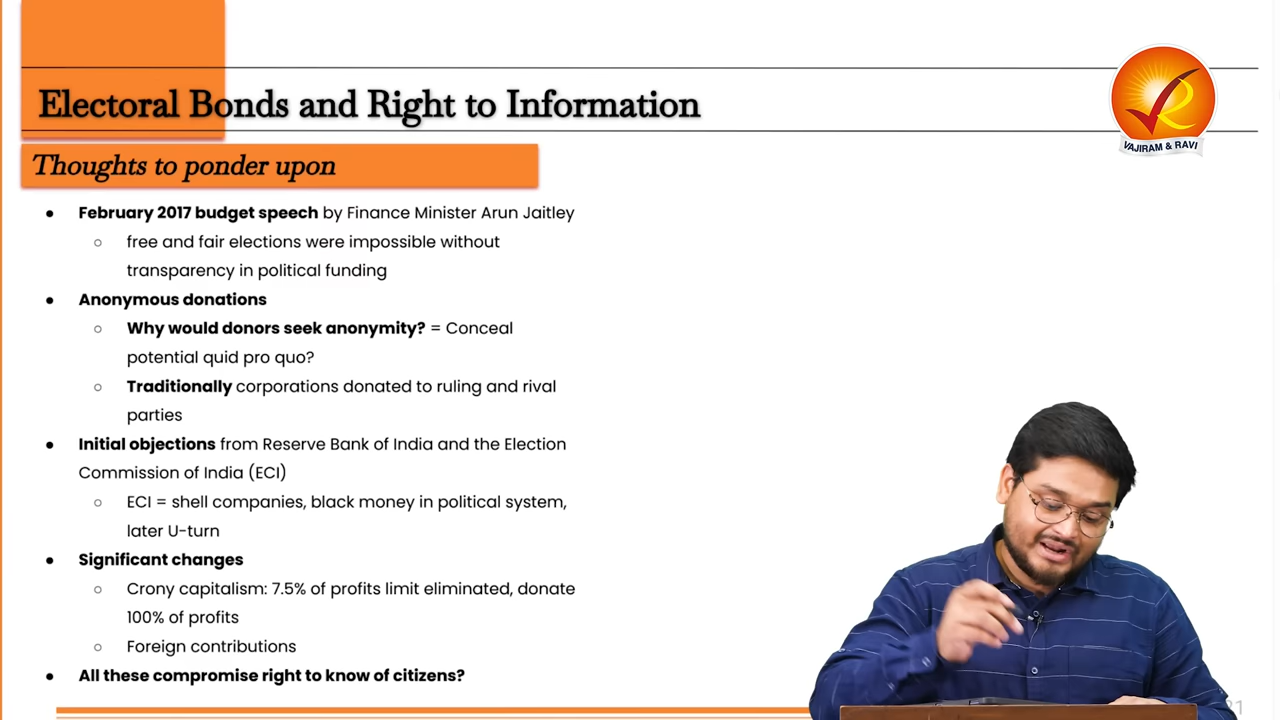 Electoral Bonds and Right to Information
VAJIRAM & RAVI
Thoughts to ponder upon
● February 2017 budget speech by Finance Minister Arun Jaitley
○ free and fair elections were impossible without
transparency in political funding
● Anonymous donations
○ Why would donors seek anonymity? = Conceal
potential quid pro quo?
○ Traditionally corporations donated to ruling and rival
parties
● Initial objections from Reserve Bank of India and the Election
Commission of India (ECI)
○ ECI = shell companies, black money in political system,
later U-turn
● Significant changes
○ Crony capitalism: 7.5% of profits limit eliminated, donate
100% of profits
○ Foreign contributions
● All these compromise right to know of citizens?